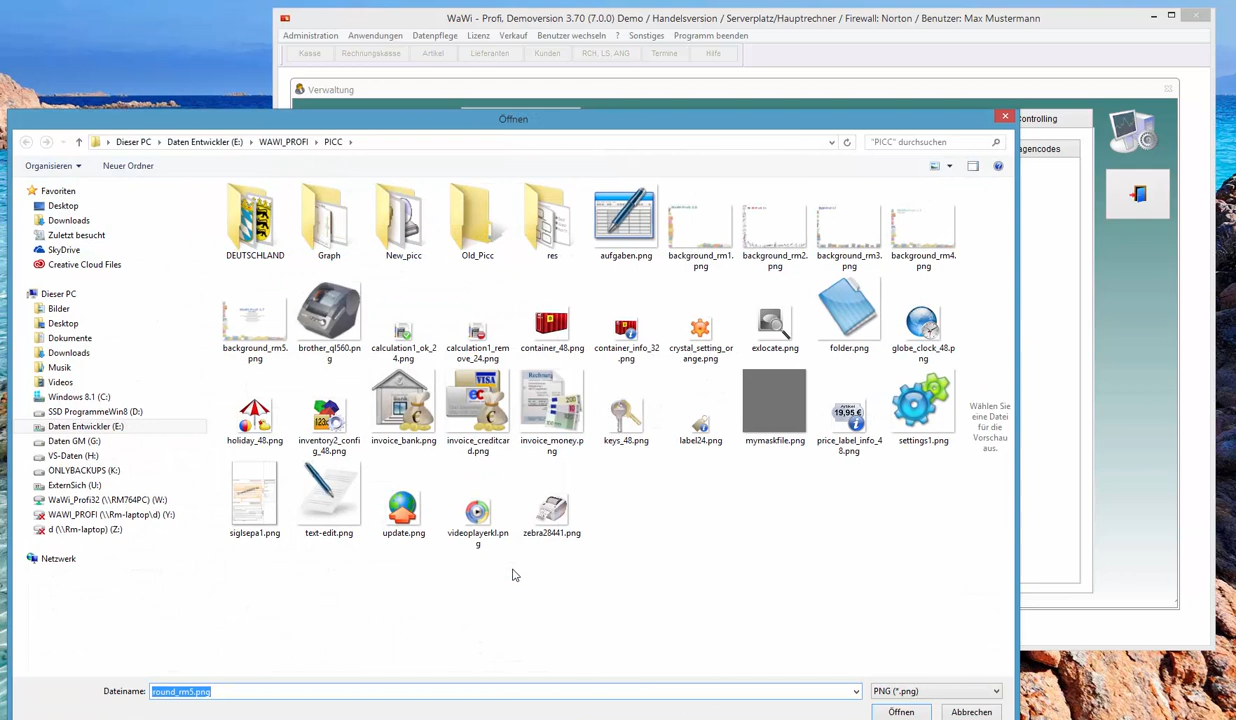 WaWi - Profi, Demoversion 3.70 (7.0.0) Demo / Handelsversion / Serverplatz/Hauptrechner / Firewall: Norton / Benutzer: Max Mustermann
Administration Anwendungen Datenpflege Lizenz Verkauf Benutzer wechseln ? Sonstiges Programm beenden
Kasse Rechnungskasse Artikel Lieferanten Kunden RCH, LS, ANG Termine Hilfe
Verwaltung
Öffnen
ontrolling
agencodes
Dieser PC Daten Entwickler (E:) WAWI_PROFI PICC
"PICC" durchsuchen
Organisieren Neuer Ordner
Favoriten
Desktop
Downloads
Zuletzt besucht
SkyDrive
Creative Cloud Files
Dieser PC
Bilder
Desktop
Dokumente
Downloads
Musik
Videos
Windows 8.1 (C:)
SSD ProgrammeWin8 (D:)
Daten Entwickler (E:)
Daten GM (G:)
VS-Daten (H:)
ONLYBACKUPS (K:)
ExternSich (U:)
WaWi_Profi32 (\\RM764PC) (W:)
WAWI_PROFI (\\Rm-laptop\d) (Y:)
d (\\Rm-laptop) (Z:)
Netzwerk
DEUTSCHLAND Graph New_picc Old_Picc res aufgaben.png background_rm1.png background_rm2.png background_rm3.png background_rm4.png
background_rm5.png brother_ql560.png calculation1_ok_24.png calculation1_remove_24.png container_48.png container_info_32.png crystal_setting_orange.png exlocate.png folder.png globe_clock_48.png
holiday_48.png inventory2_config_48.png invoice_bank.png invoice_creditcard.png invoice_money.png keys_48.png label24.png mymaskfile.png price_label_info_48.png settings1.png
siglsepa1.png text-edit.png update.png videoplayerkl.png zebra28441.png
Wählen Sie
eine Datei
für die
Vorschau
aus.
Dateiname: round_rm5.png PNG (*.png)
Öffnen Abbrechen